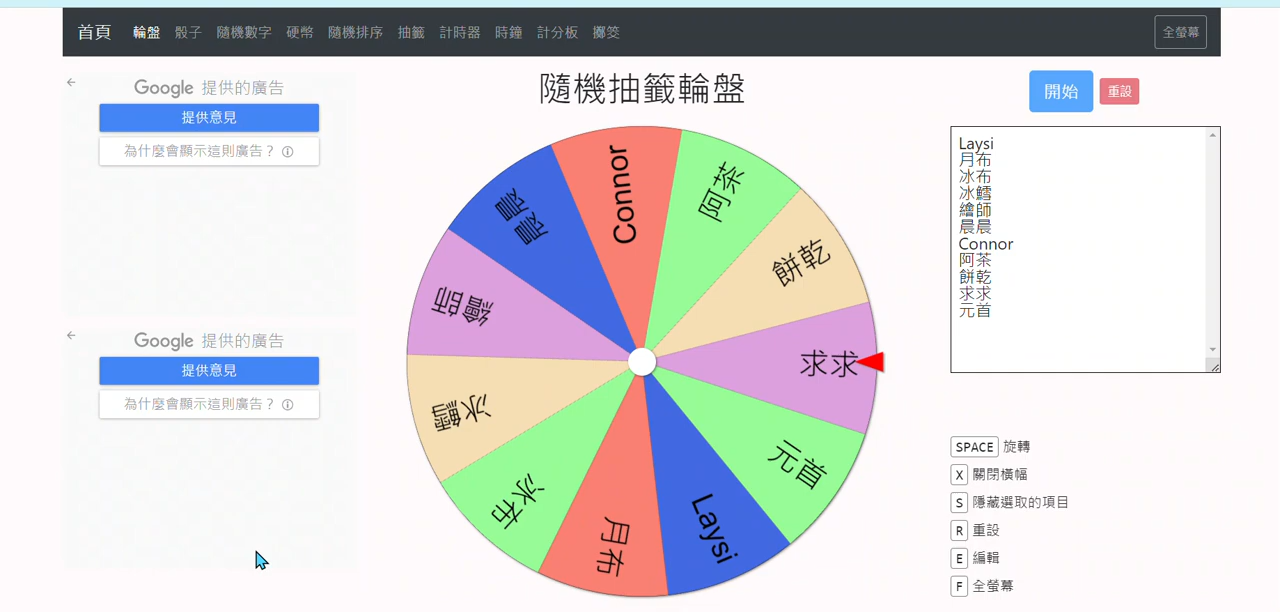 首頁 輪盤 骰子 隨機數字 硬幣 隨機排序 抽籤 計時器 時鐘 計分板 擲筊 全螢幕
Google 提供的廣告
提供意見
為什麼會顯示這則廣告？
Google 提供的廣告
提供意見
為什麼會顯示這則廣告？
隨機抽籤輪盤
Connor
阿茶
餅乾
求求
元首
Laysi
月布
冰布
冰鱈
繪師
晨晨
開始 重設
Laysi
月布
冰布
冰鱈
繪師
晨晨
Connor
阿茶
餅乾
求求
元首
SPACE 旋轉
X 關閉橫幅
S 隱藏選取的項目
R 重設
E 編輯
F 全螢幕